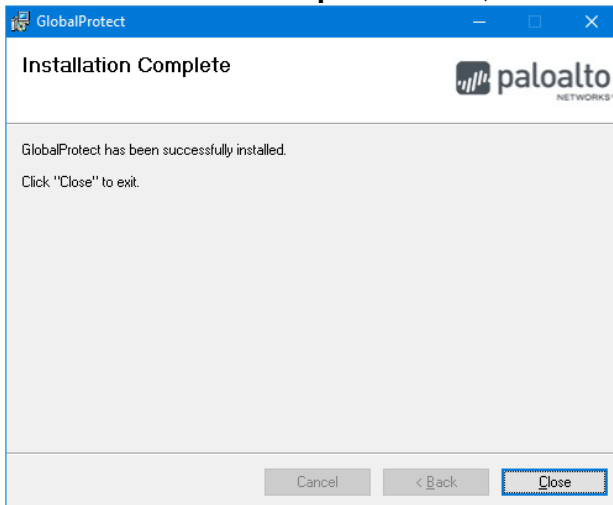 GlobalProtect
Installation Complete
paloalto
NETWORKS
GlobalProtect has been successfully installed.
Click "Close" to exit.
Cancel
< Back
Close